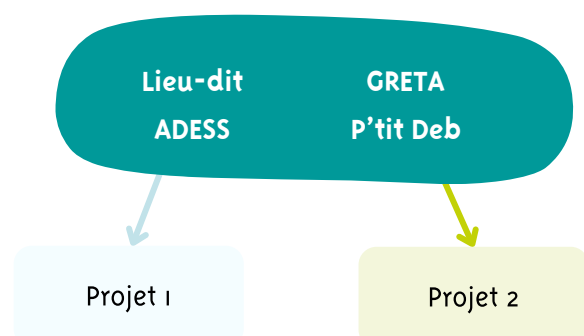 Lieu-dit
GRETA
ADESS
P'tit Deb
Projet 1
Projet 2